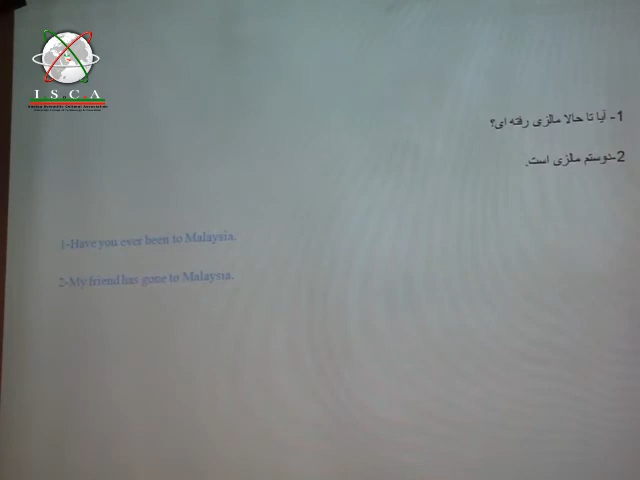 I.S.C.A
1- آیا تا حالا مالزی رفته ای؟
2-دوستم مالزی است.
1-Have you ever been to Malaysia.
2-My friend has gone to Malaysia.